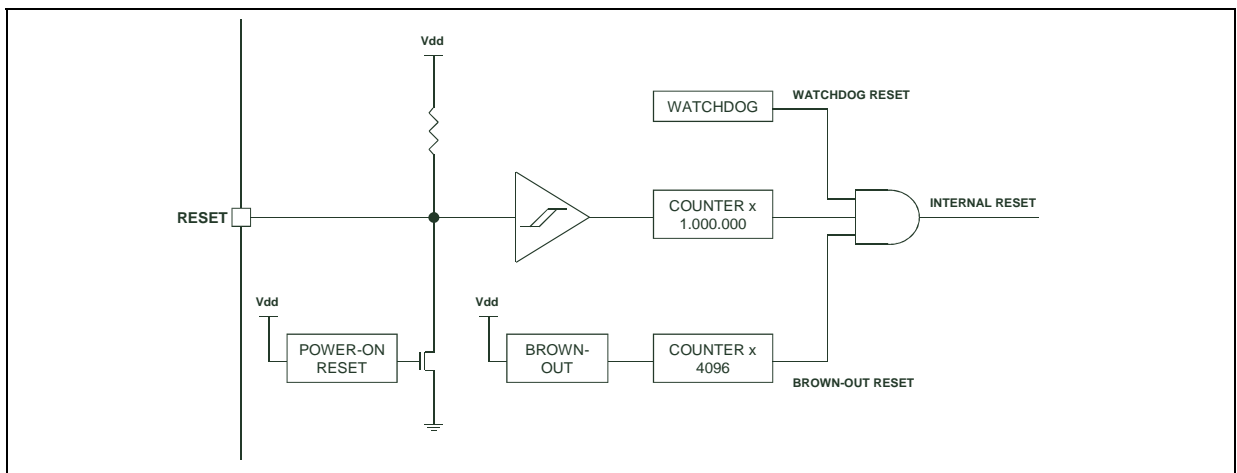 Vdd
WATCHDOG
WATCHDOG RESET
RESET
COUNTER x
1.000.000
INTERNAL RESET
Vdd
POWER-ON
RESET
Vdd
BROWN-
OUT
COUNTER x
4096
BROWN-OUT RESET